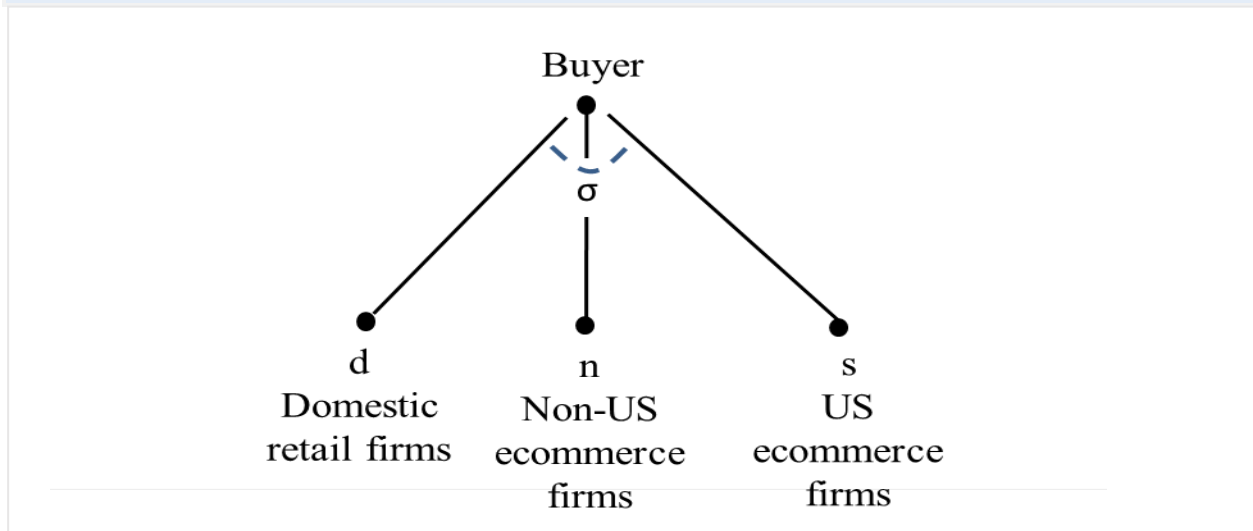 Buyer
σ
d
n
s
Domestic
retail firms
Non-US
ecommerce
firms
US
ecommerce
firms